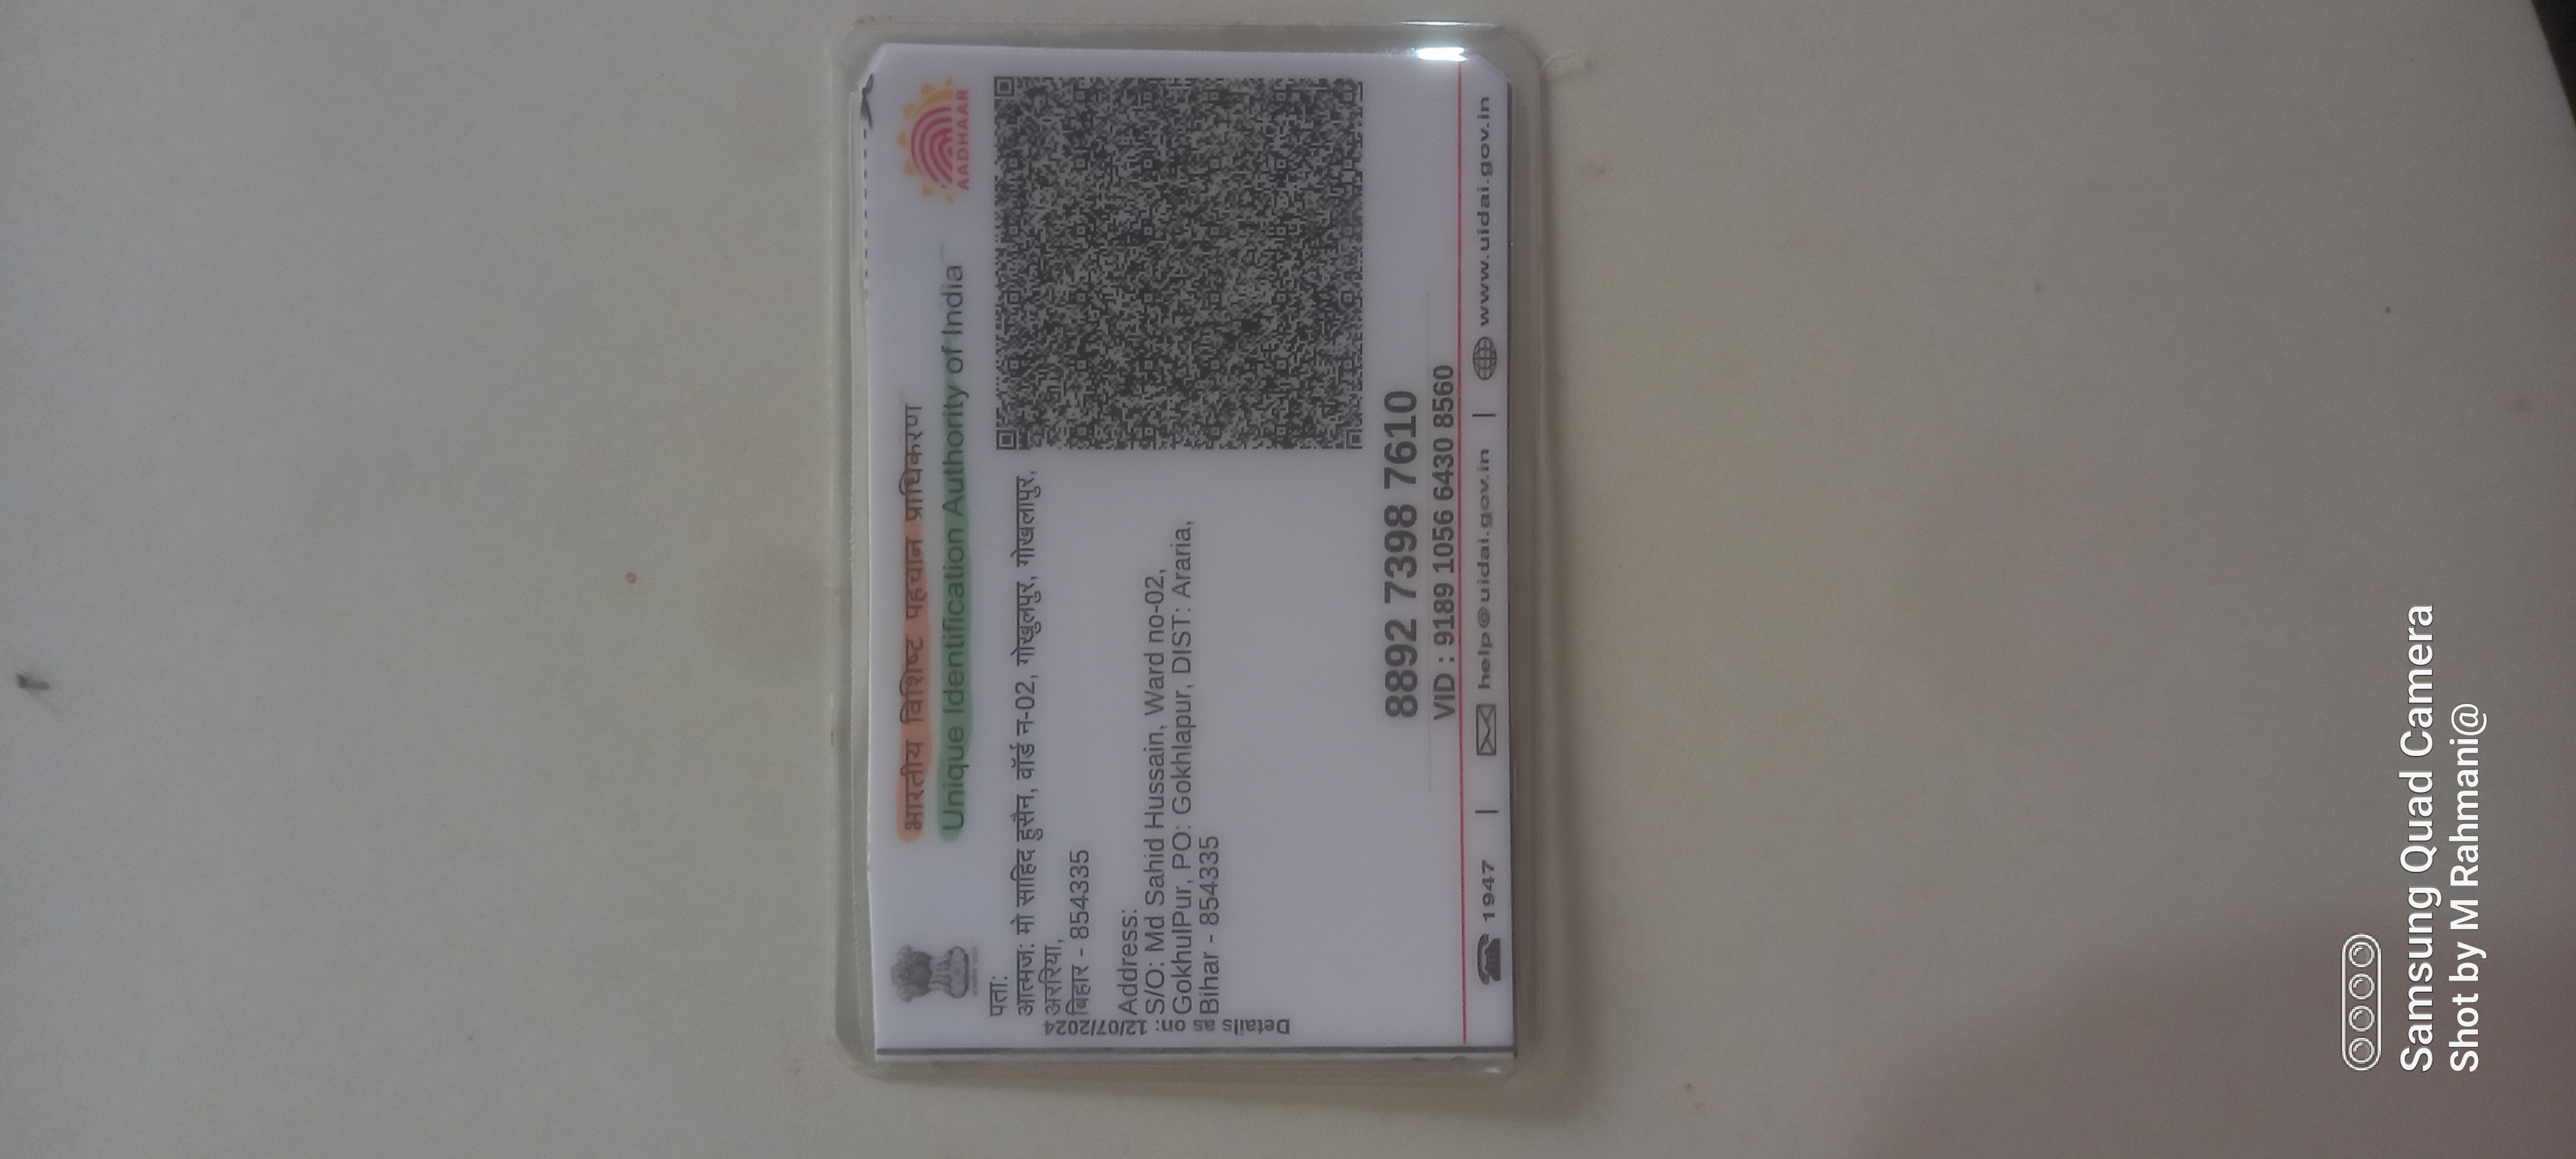 भारतीय विशिष्ट पहचान प्राधिकरण
Unique Identification Authority of India
AADHAAR
पता:
आत्मज: मो साहिद हुसैन, वॉर्ड न-02, गोखुलपुर, गोखलापुर,
अररिया,
बिहार - 854335
Address:
S/O: Md Sahid Hussain, Ward no-02,
GokhulPur, PO: Gokhlapur, DIST: Araria,
Bihar - 854335
Details as on: 12/07/2024
8892 7398 7610
VID : 9189 1056 6430 8560
1947 | help@uidai.gov.in | www.uidai.gov.in
Samsung Quad Camera
Shot by M Rahmani@